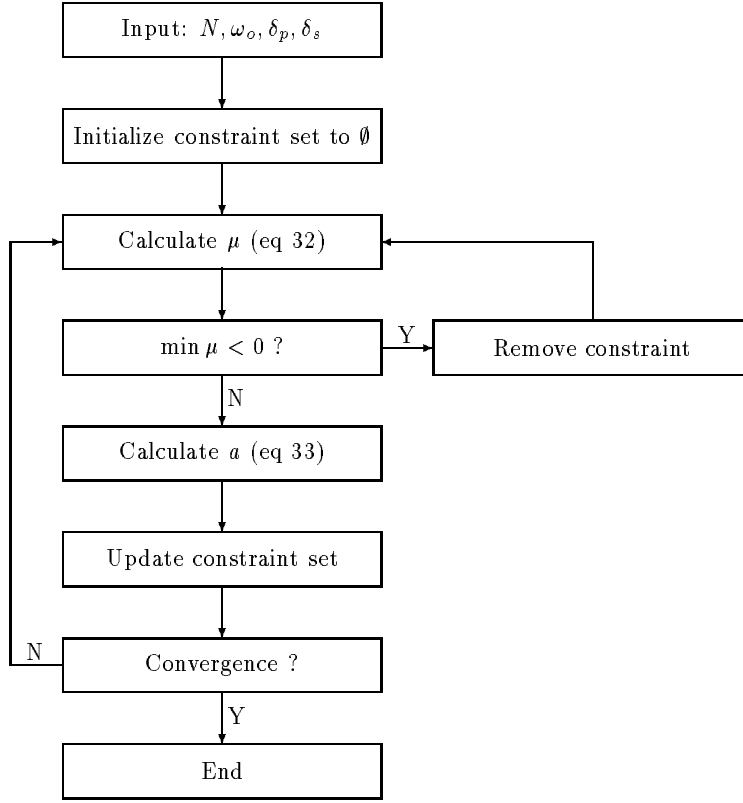 Input: N, ω_o, δ_p, δ_s
Initialize constraint set to ∅
Calculate μ (eq 32)
min μ < 0 ?
Y
Remove constraint
N
Calculate a (eq 33)
Update constraint set
N
Convergence ?
Y
End